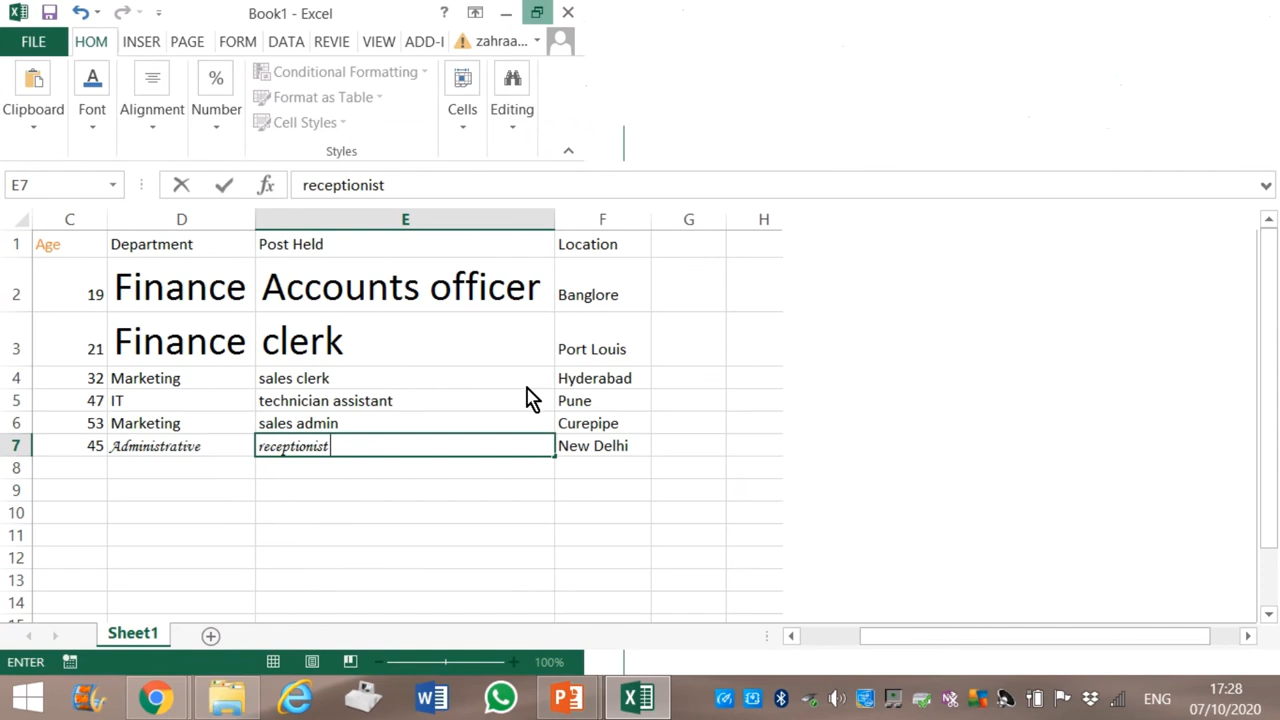 Book1 - Excel
?
FILE HOM INSER PAGE FORM DATA REVIE VIEW ADD-I zahraa...
Clipboard Font Alignment Number
%
Conditional Formatting
Format as Table
Cell Styles
Cells Editing
Styles
E7 fx receptionist
C D E F G H
1 Age Department Post Held Location
2 19 Finance Accounts officer Banglore
3 21 Finance clerk Port Louis
4 32 Marketing sales clerk Hyderabad
5 47 IT technician assistant Pune
6 53 Marketing sales admin Curepipe
7 45 Administrative receptionist New Delhi
8
9
10
11
12
13
14
Sheet1
ENTER 100%
ENG 17:28
07/10/2020